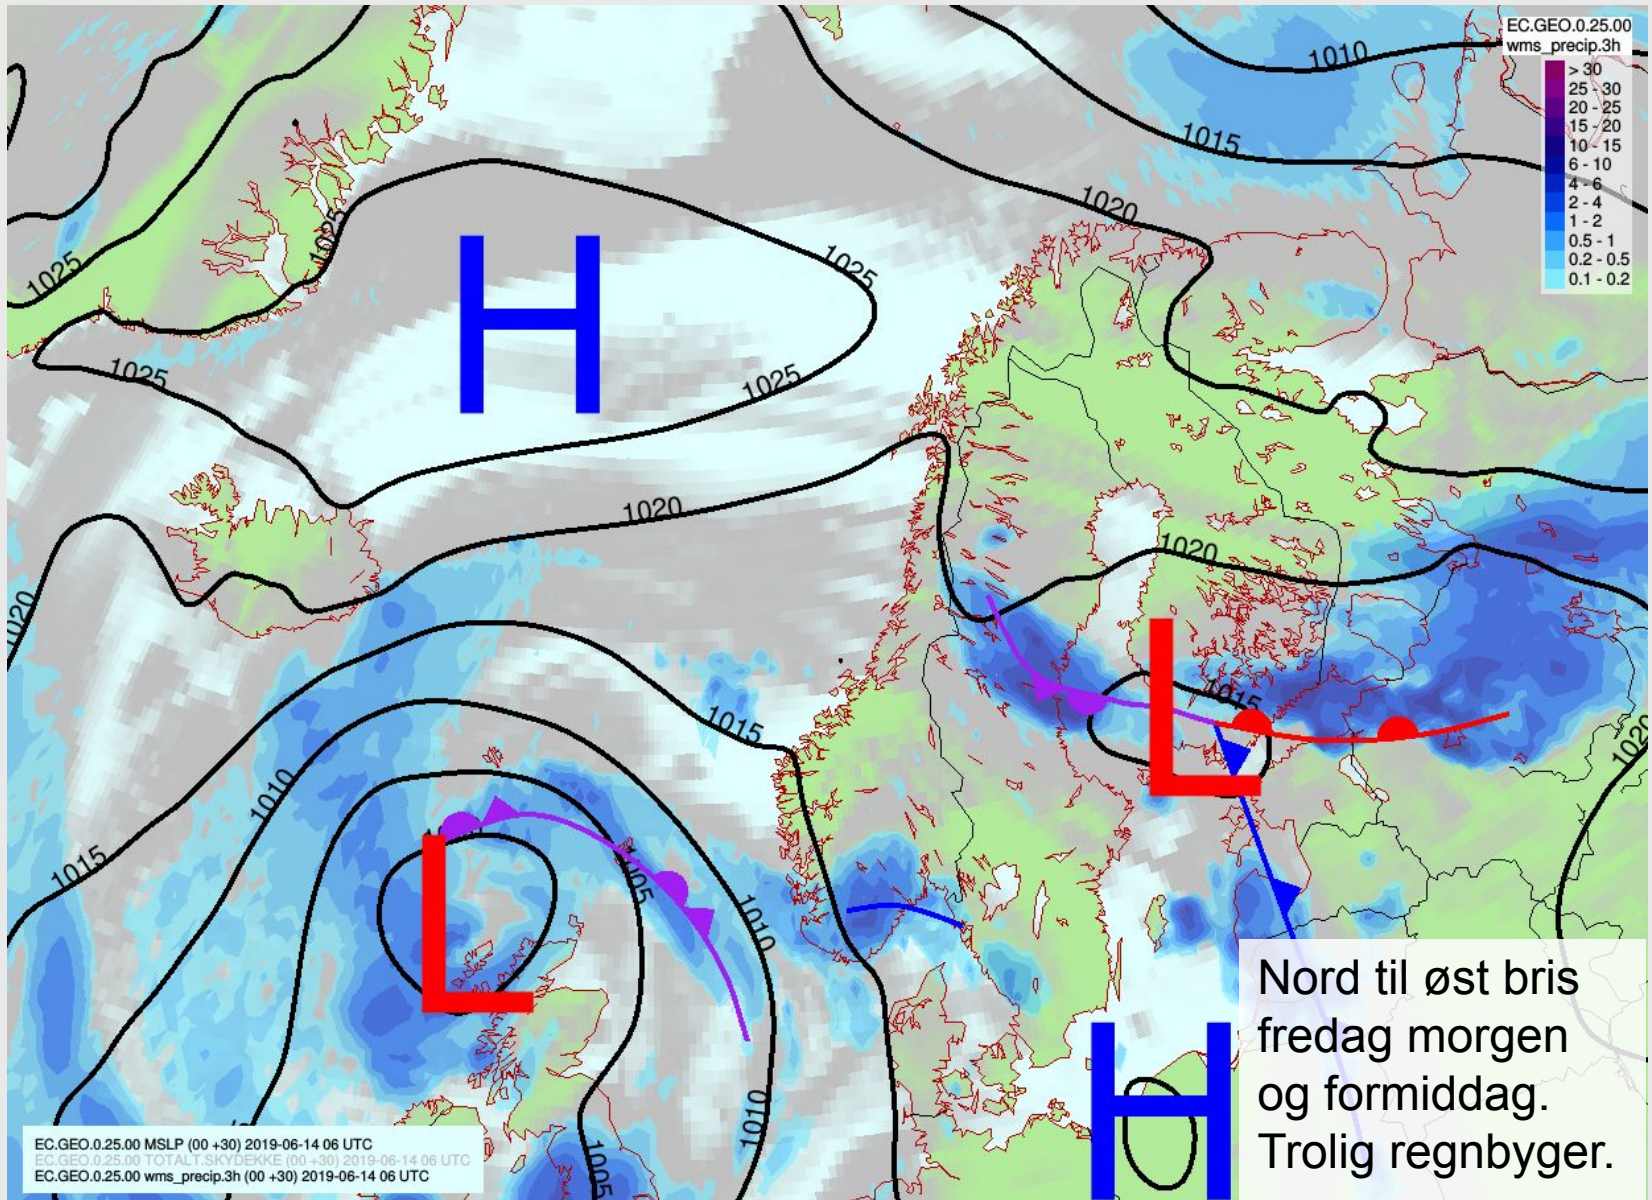 EC.GEO.0.25.00
wms_precip.3h
> 30
25 - 30
20 - 25
15 - 20
10 - 15
6 - 10
4 - 6
2 - 4
1 - 2
0.5 - 1
0.2 - 0.5
0.1 - 0.2
1010
1015
1020
1025
1025
1025
H
1025
1025
1020
1020
1020
1015
L
1015
1020
1010
1015
L
1005
1010
1010
1005
H
Nord til øst bris
fredag morgen
og formiddag.
Trolig regnbyger.
EC.GEO.0.25.00 MSLP (00 +30) 2019-06-14 06 UTC
EC.GEO.0.25.00 TOTALT.SKYDEKKE (00 +30) 2019-06-14 06 UTC
EC.GEO.0.25.00 wms_precip.3h (00 +30) 2019-06-14 06 UTC